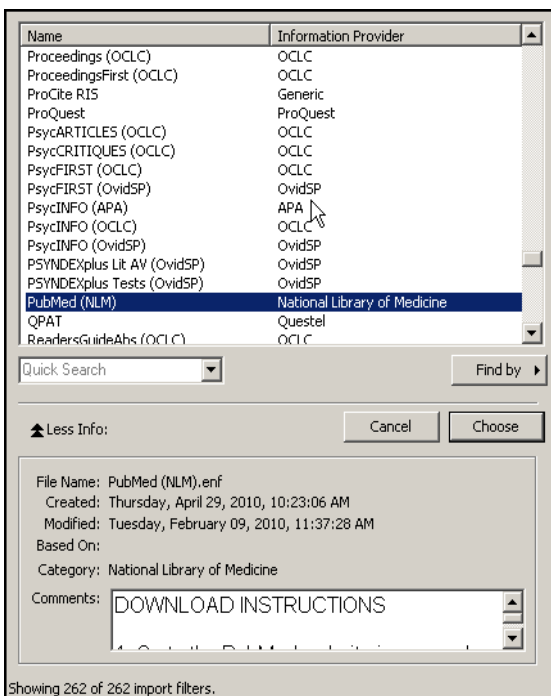 Name Information Provider
Proceedings (OCLC) OCLC
ProceedingsFirst (OCLC) OCLC
ProCite RIS Generic
ProQuest ProQuest
PsycARTICLES (OCLC) OCLC
PsycCRITIQUES (OCLC) OCLC
PsycFIRST (OCLC) OCLC
PsycFIRST (OvidSP) OvidSP
PsycINFO (APA) APA
PsycINFO (OCLC) OCLC
PsycINFO (OvidSP) OvidSP
PSYNDEXplus Lit AV (OvidSP) OvidSP
PSYNDEXplus Tests (OvidSP) OvidSP
PubMed (NLM) National Library of Medicine
QPAT Questel
ReadersGuideAbs (OCLC) OCLC
Quick Search Find by
Less Info: Cancel Choose
File Name: PubMed (NLM).enf
Created: Thursday, April 29, 2010, 10:23:06 AM
Modified: Tuesday, February 09, 2010, 11:37:28 AM
Based On:
Category: National Library of Medicine
Comments: DOWNLOAD INSTRUCTIONS
Showing 262 of 262 import filters.